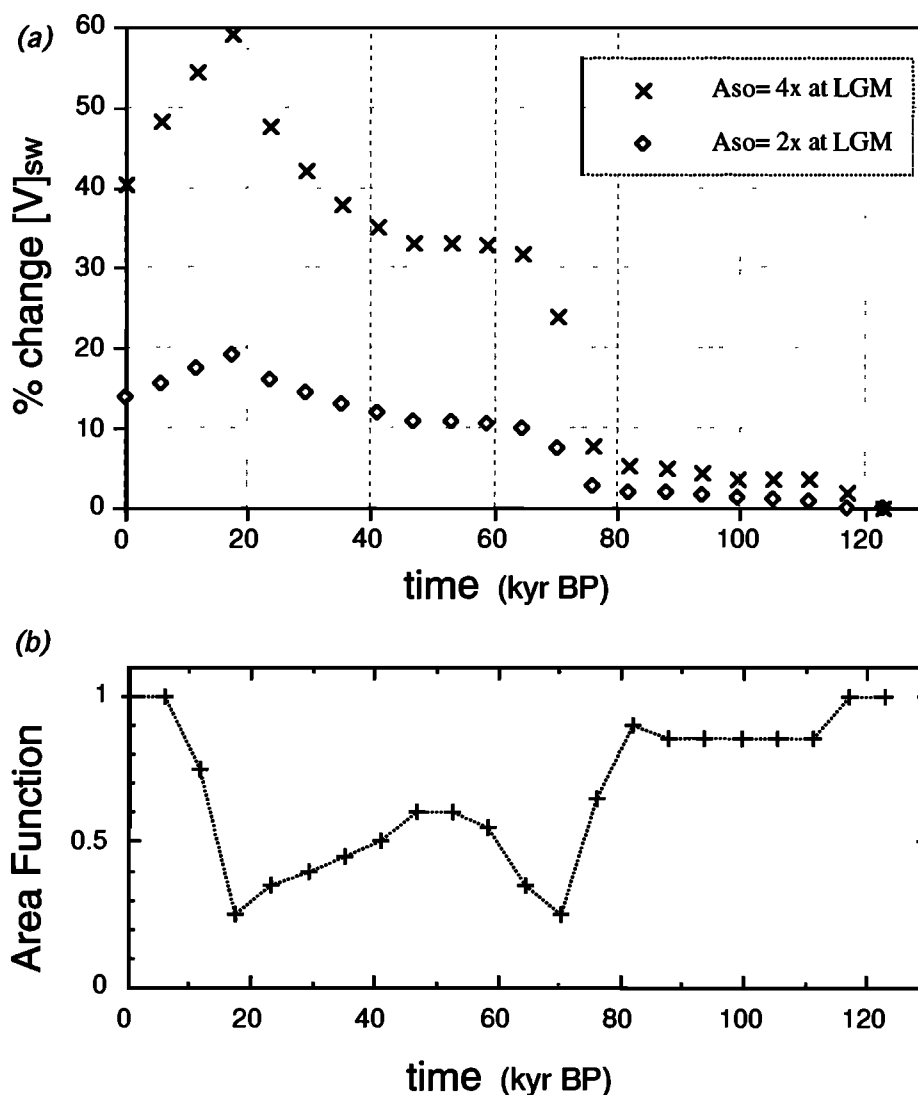 (a)
60
50
40
30
20
10
0
% change [V]sw
Aso= 4x at LGM
Aso= 2x at LGM
0 20 40 60 80 100 120
time (kyr BP)
(b)
1
0.5
0
Area Function
0 20 40 60 80 100 120
time (kyr BP)